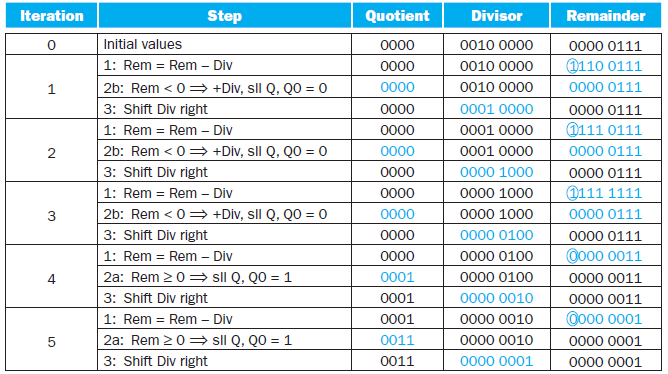 Iteration Step Quotient Divisor Remainder
0 Initial values 0000 0010 0000 0000 0111
1 1: Rem = Rem – Div 0000 0010 0000 1110 0111
2b: Rem < 0 ⟹ +Div, sll Q, Q0 = 0 0000 0010 0000 0000 0111
3: Shift Div right 0000 0001 0000 0000 0111
2 1: Rem = Rem – Div 0000 0001 0000 1111 0111
2b: Rem < 0 ⟹ +Div, sll Q, Q0 = 0 0000 0001 0000 0000 0111
3: Shift Div right 0000 0000 1000 0000 0111
3 1: Rem = Rem – Div 0000 0000 1000 1111 1111
2b: Rem < 0 ⟹ +Div, sll Q, Q0 = 0 0000 0000 1000 0000 0111
3: Shift Div right 0000 0000 0100 0000 0111
4 1: Rem = Rem – Div 0000 0000 0100 0000 0011
2a: Rem ≥ 0 ⟹ sll Q, Q0 = 1 0001 0000 0100 0000 0011
3: Shift Div right 0001 0000 0010 0000 0011
5 1: Rem = Rem – Div 0001 0000 0010 0000 0001
2a: Rem ≥ 0 ⟹ sll Q, Q0 = 1 0011 0000 0010 0000 0001
3: Shift Div right 0011 0000 0001 0000 0001